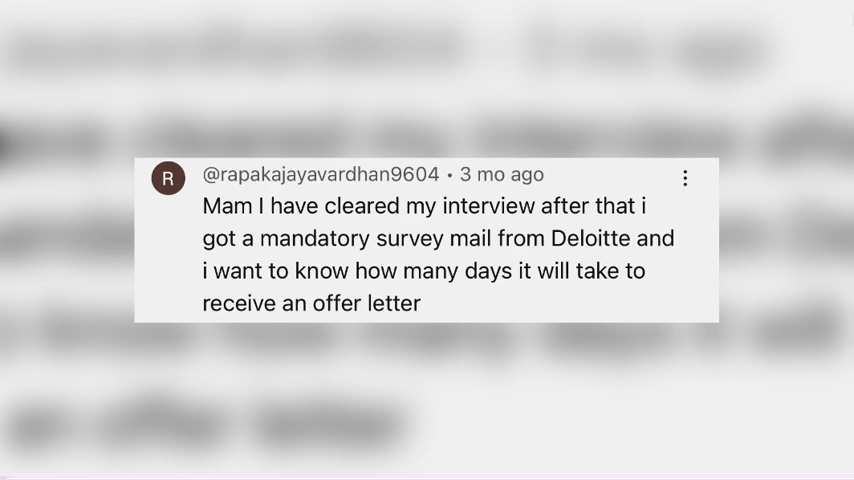 R
@rapakajayavardhan9604 • 3 mo ago
Mam I have cleared my interview after that i
got a mandatory survey mail from Deloitte and
i want to know how many days it will take to
receive an offer letter